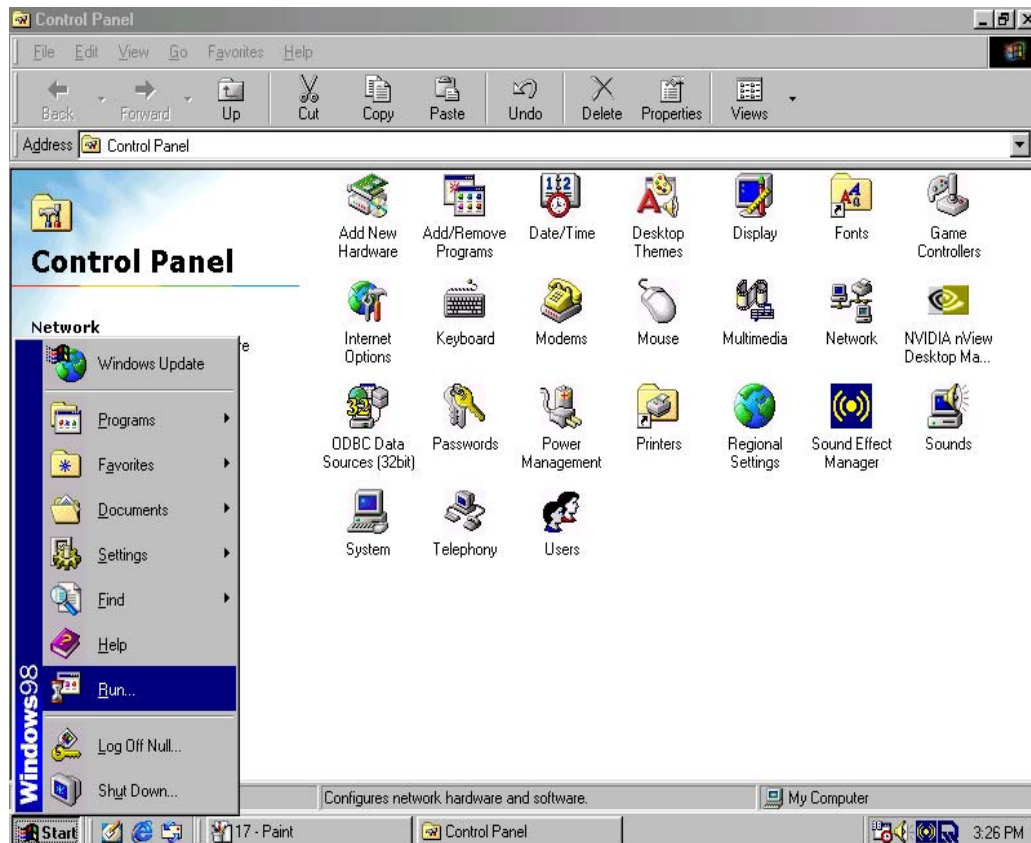 Control Panel
File Edit View Go Favorites Help
Back Forward Up Cut Copy Paste Undo Delete Properties Views
Address Control Panel
Control Panel
Network
re
Add New Hardware
Add/Remove Programs
Date/Time
Desktop Themes
Display
Fonts
Game Controllers
Internet Options
Keyboard
Modems
Mouse
Multimedia
Network
NVIDIA nView Desktop Ma...
ODBC Data Sources (32bit)
Passwords
Power Management
Printers
Regional Settings
Sound Effect Manager
Sounds
System
Telephony
Users
Windows Update
Programs
Favorites
Documents
Settings
Find
Help
Run...
Log Off Null...
Shut Down...
Windows98
Configures network hardware and software.
My Computer
Start
17 - Paint
Control Panel
3:26 PM